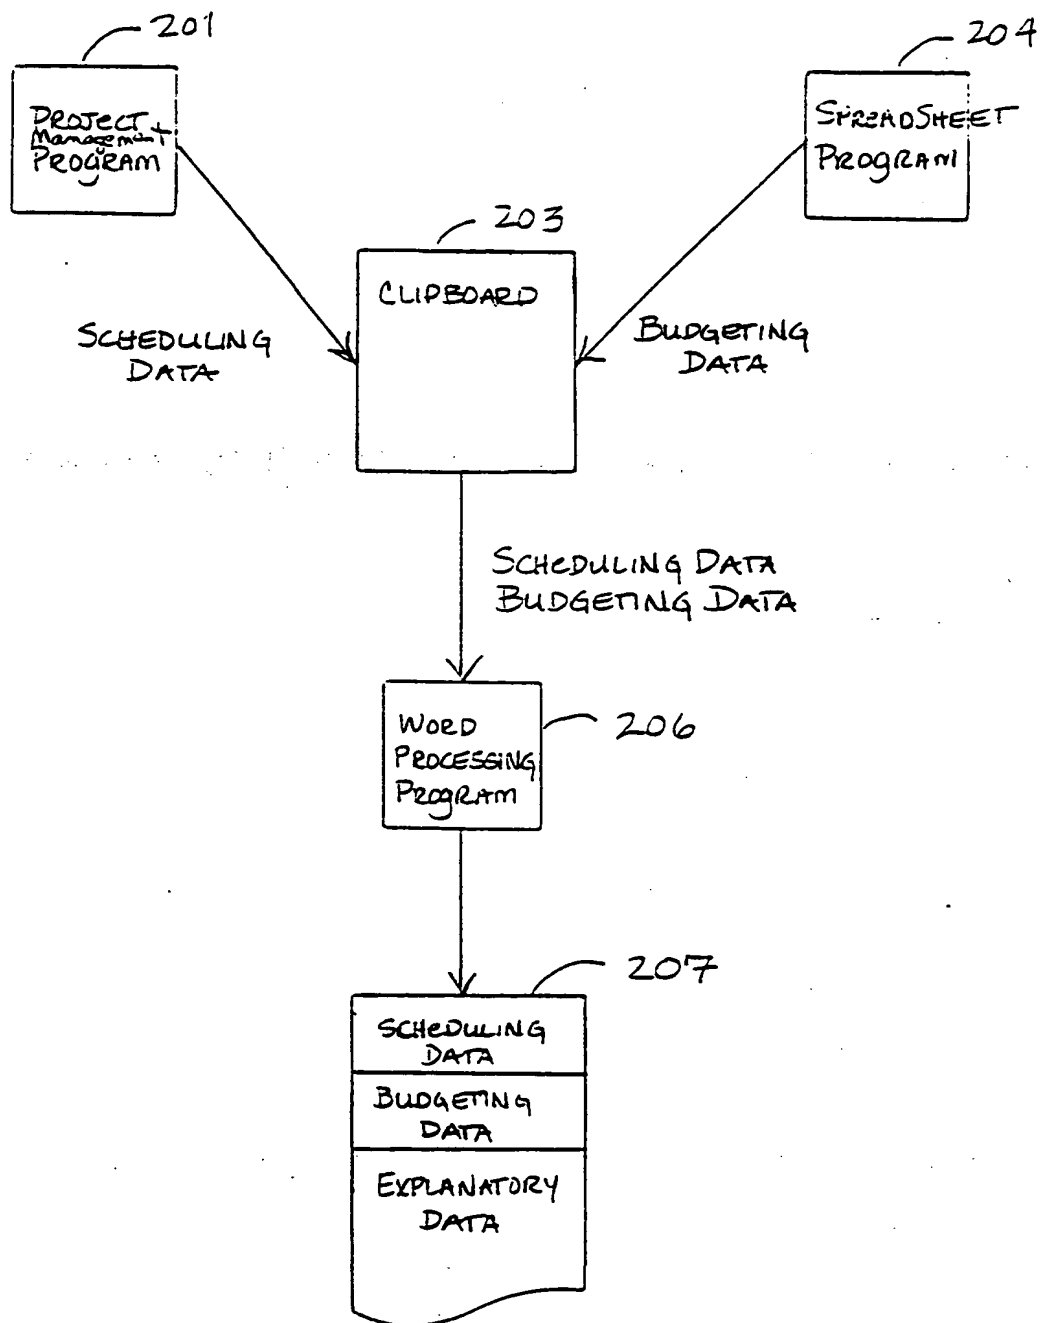 201
PROJECT
Management
PROGRAM
204
SPREADSHEET
PROGRAM
203
CLIPBOARD
SCHEDULING
DATA
BUDGETING
DATA
SCHEDULING DATA
BUDGETING DATA
WORD
PROCESSING
PROGRAM
206
207
SCHEDULING
DATA
BUDGETING
DATA
EXPLANATORY
DATA